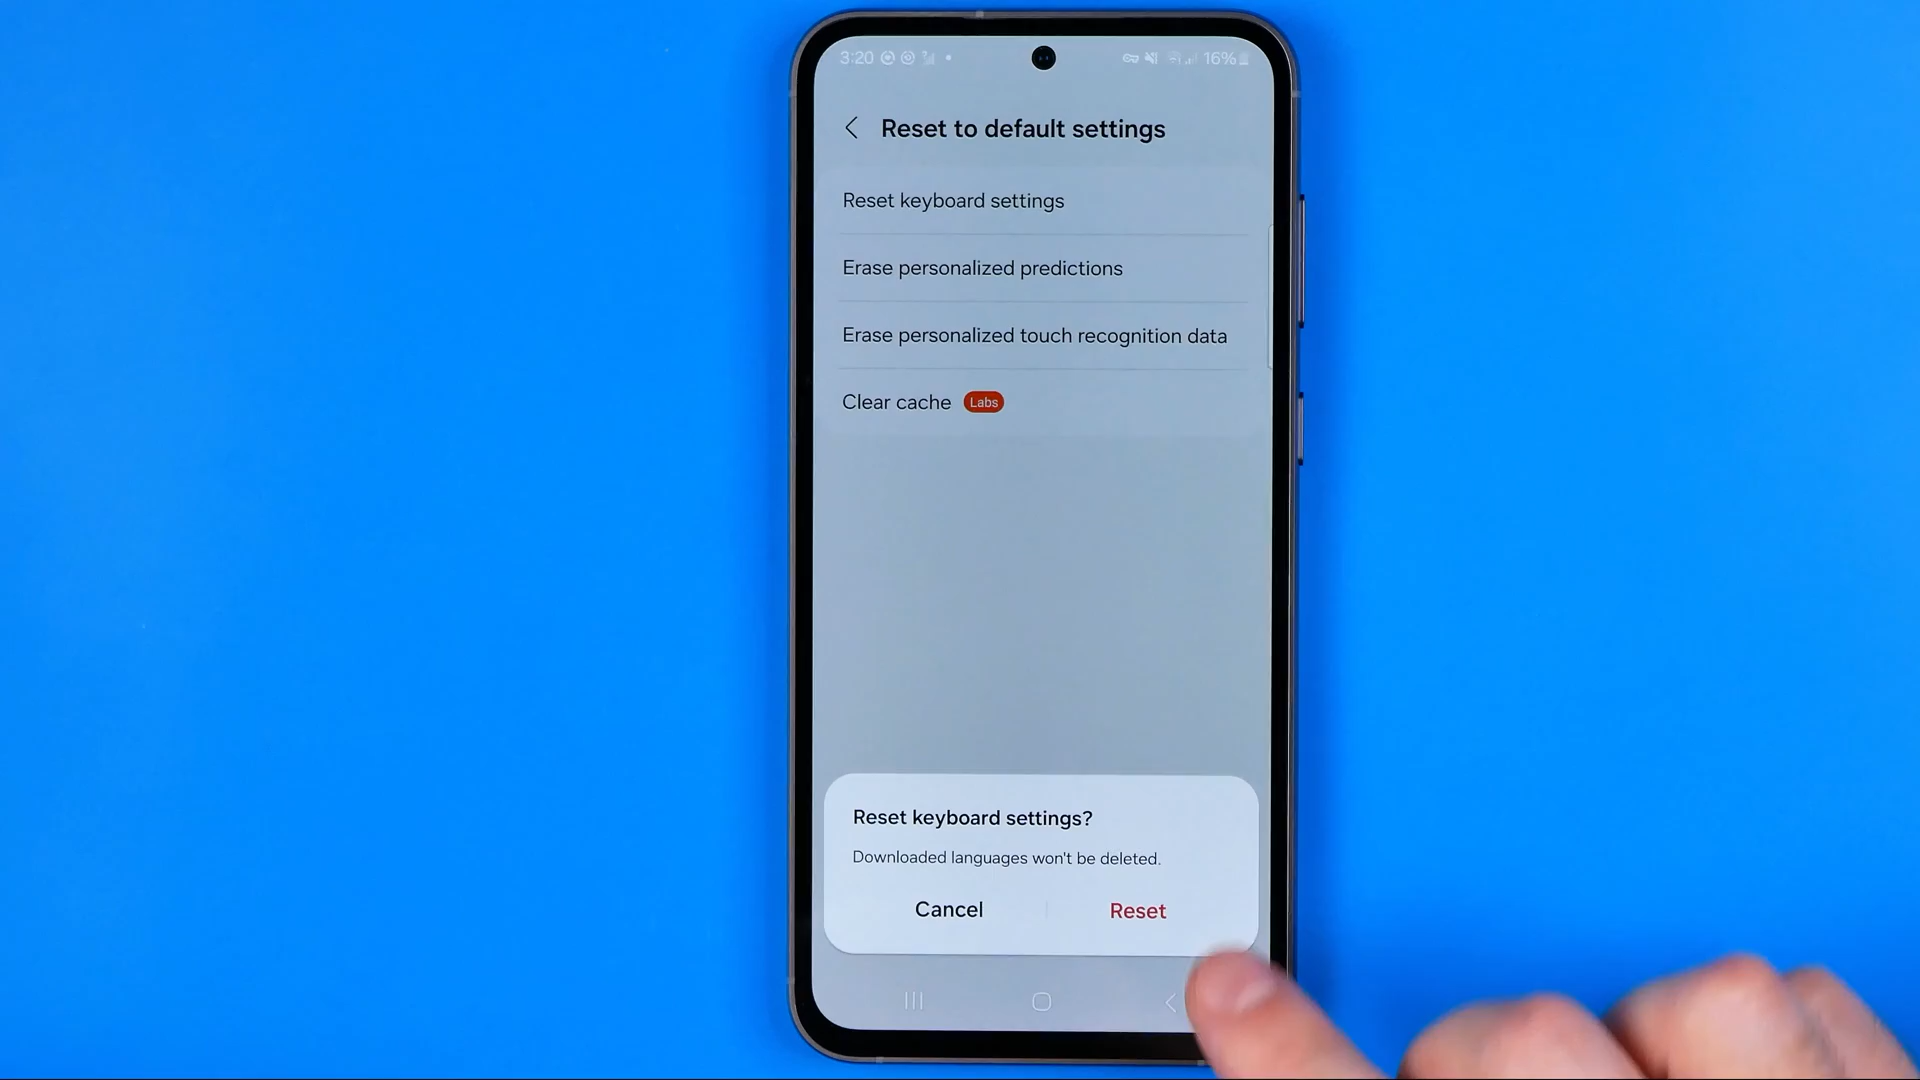 3:20
16%
Reset to default settings
Reset keyboard settings
Erase personalized predictions
Erase personalized touch recognition data
Clear cache Labs
Reset keyboard settings?
Downloaded languages won't be deleted.
Cancel Reset